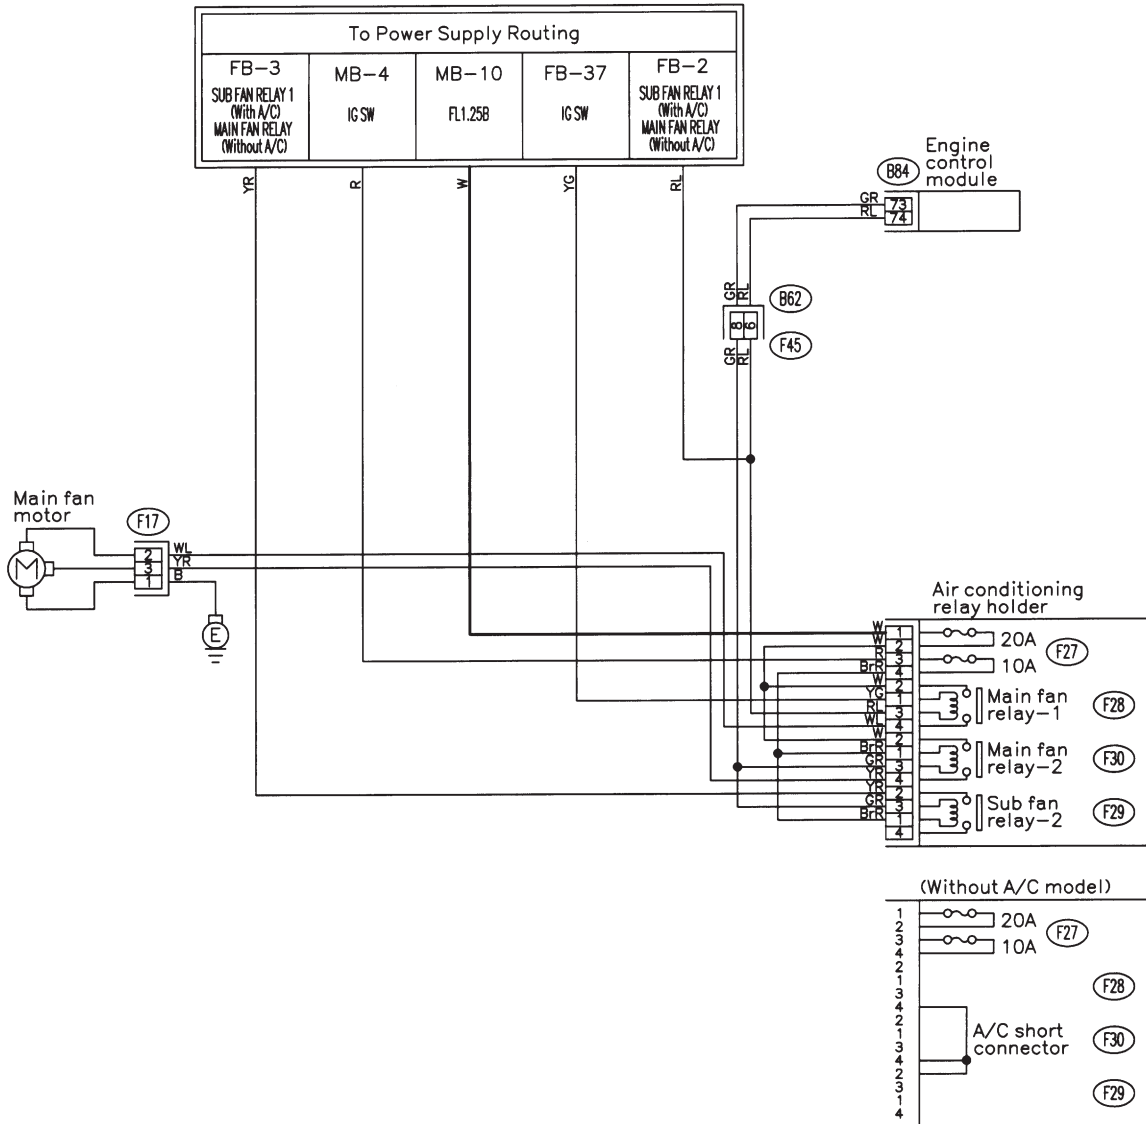 To Power Supply Routing
FB-3
SUB FAN RELAY 1
(With A/C)
MAIN FAN RELAY
(Without A/C)
MB-4
IG SW
MB-10
FL1.25B
FB-37
IG SW
FB-2
SUB FAN RELAY 1
(With A/C)
MAIN FAN RELAY
(Without A/C)
YR
R
W
YG
RL
B84
Engine
control
module
GR
RL
73
74
GR
RL
B62
8
6
F45
GR
RL
Main fan
motor
M
F17
2
3
1
WL
YR
B
E
Air conditioning
relay holder
W 1
W 2
R 3
BrR 4
20A
10A
F27
W 2
YG 1
RL 3
WL 4
Main fan
relay-1
F28
W 2
BrR 1
GR 3
YR 4
Main fan
relay-2
F30
YR 2
GR 3
BrR 1
4
Sub fan
relay-2
F29
(Without A/C model)
1
2
3
4
20A
10A
F27
2
1
3
4
F28
2
1
3
4
A/C short
connector
F30
2
3
1
4
F29